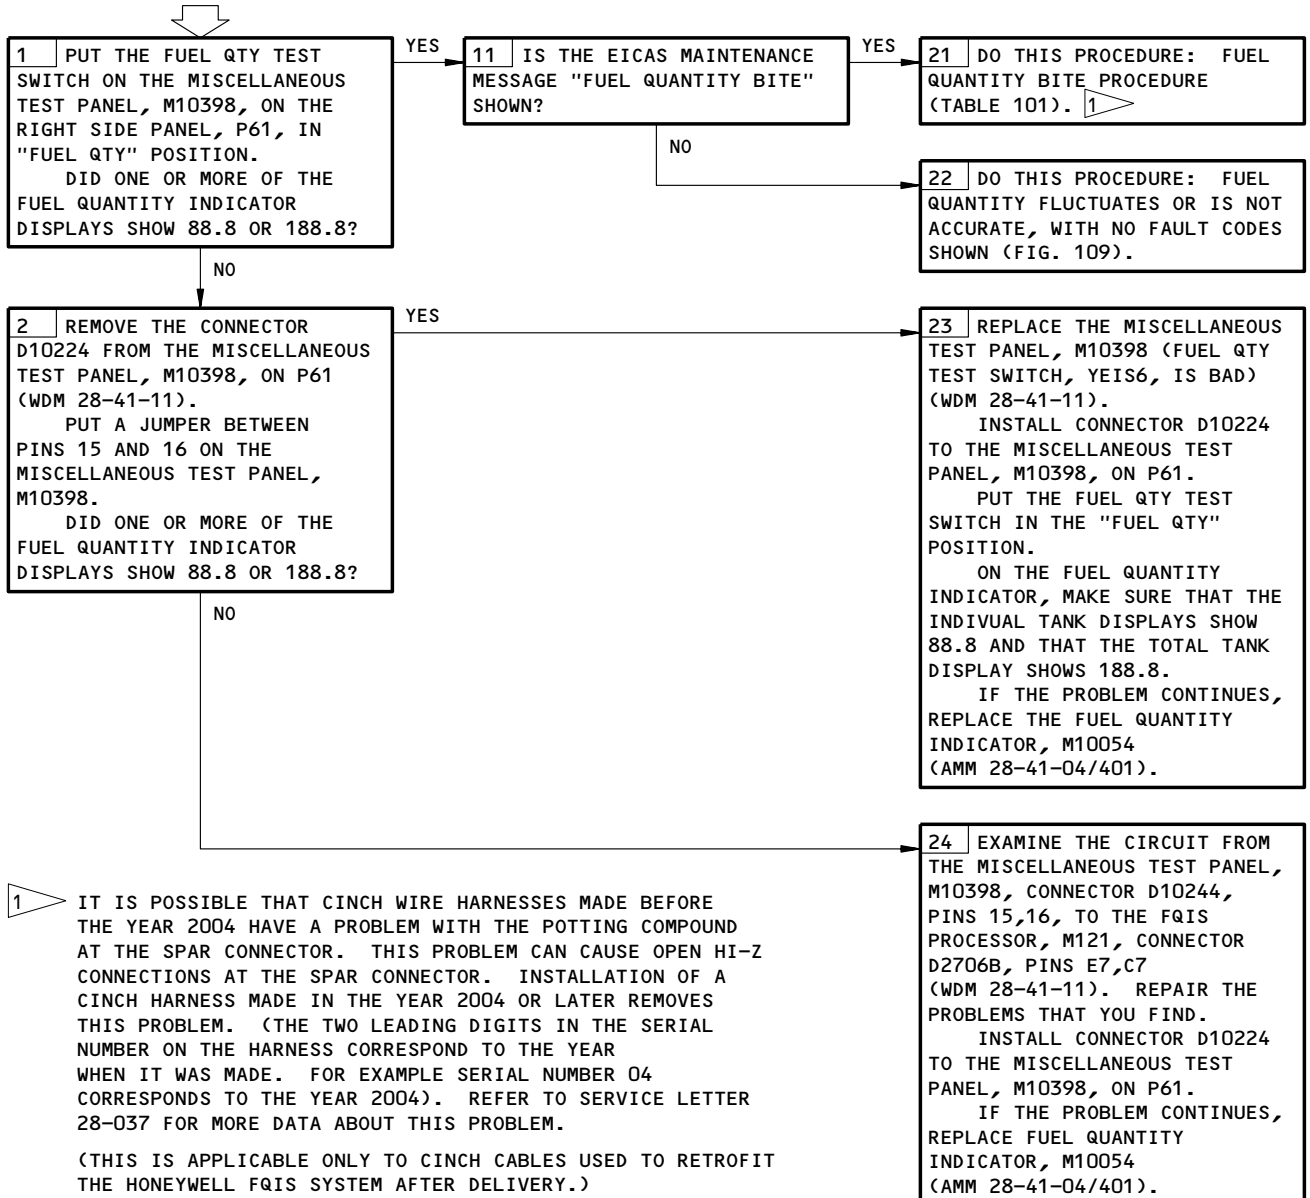 1 PUT THE FUEL QTY TEST
SWITCH ON THE MISCELLANEOUS
TEST PANEL, M10398, ON THE
RIGHT SIDE PANEL, P61, IN
"FUEL QTY" POSITION.
DID ONE OR MORE OF THE
FUEL QUANTITY INDICATOR
DISPLAYS SHOW 88.8 OR 188.8?
YES
11 IS THE EICAS MAINTENANCE
MESSAGE "FUEL QUANTITY BITE"
SHOWN?
YES
21 DO THIS PROCEDURE: FUEL
QUANTITY BITE PROCEDURE
(TABLE 101). 1
NO
22 DO THIS PROCEDURE: FUEL
QUANTITY FLUCTUATES OR IS NOT
ACCURATE, WITH NO FAULT CODES
SHOWN (FIG. 109).
NO
2 REMOVE THE CONNECTOR
D10224 FROM THE MISCELLANEOUS
TEST PANEL, M10398, ON P61
(WDM 28-41-11).
PUT A JUMPER BETWEEN
PINS 15 AND 16 ON THE
MISCELLANEOUS TEST PANEL,
M10398.
DID ONE OR MORE OF THE
FUEL QUANTITY INDICATOR
DISPLAYS SHOW 88.8 OR 188.8?
YES
23 REPLACE THE MISCELLANEOUS
TEST PANEL, M10398 (FUEL QTY
TEST SWITCH, YEIS6, IS BAD)
(WDM 28-41-11).
INSTALL CONNECTOR D10224
TO THE MISCELLANEOUS TEST
PANEL, M10398, ON P61.
PUT THE FUEL QTY TEST
SWITCH IN THE "FUEL QTY"
POSITION.
ON THE FUEL QUANTITY
INDICATOR, MAKE SURE THAT THE
INDIVUAL TANK DISPLAYS SHOW
88.8 AND THAT THE TOTAL TANK
DISPLAY SHOWS 188.8.
IF THE PROBLEM CONTINUES,
REPLACE THE FUEL QUANTITY
INDICATOR, M10054
(AMM 28-41-04/401).
NO
24 EXAMINE THE CIRCUIT FROM
THE MISCELLANEOUS TEST PANEL,
M10398, CONNECTOR D10244,
PINS 15,16, TO THE FQIS
PROCESSOR, M121, CONNECTOR
D2706B, PINS E7,C7
(WDM 28-41-11). REPAIR THE
PROBLEMS THAT YOU FIND.
INSTALL CONNECTOR D10224
TO THE MISCELLANEOUS TEST
PANEL, M10398, ON P61.
IF THE PROBLEM CONTINUES,
REPLACE FUEL QUANTITY
INDICATOR, M10054
(AMM 28-41-04/401).
1 IT IS POSSIBLE THAT CINCH WIRE HARNESSES MADE BEFORE
THE YEAR 2004 HAVE A PROBLEM WITH THE POTTING COMPOUND
AT THE SPAR CONNECTOR. THIS PROBLEM CAN CAUSE OPEN HI-Z
CONNECTIONS AT THE SPAR CONNECTOR. INSTALLATION OF A
CINCH HARNESS MADE IN THE YEAR 2004 OR LATER REMOVES
THIS PROBLEM. (THE TWO LEADING DIGITS IN THE SERIAL
NUMBER ON THE HARNESS CORRESPOND TO THE YEAR
WHEN IT WAS MADE. FOR EXAMPLE SERIAL NUMBER 04
CORRESPONDS TO THE YEAR 2004). REFER TO SERVICE LETTER
28-037 FOR MORE DATA ABOUT THIS PROBLEM.
(THIS IS APPLICABLE ONLY TO CINCH CABLES USED TO RETROFIT
THE HONEYWELL FQIS SYSTEM AFTER DELIVERY.)